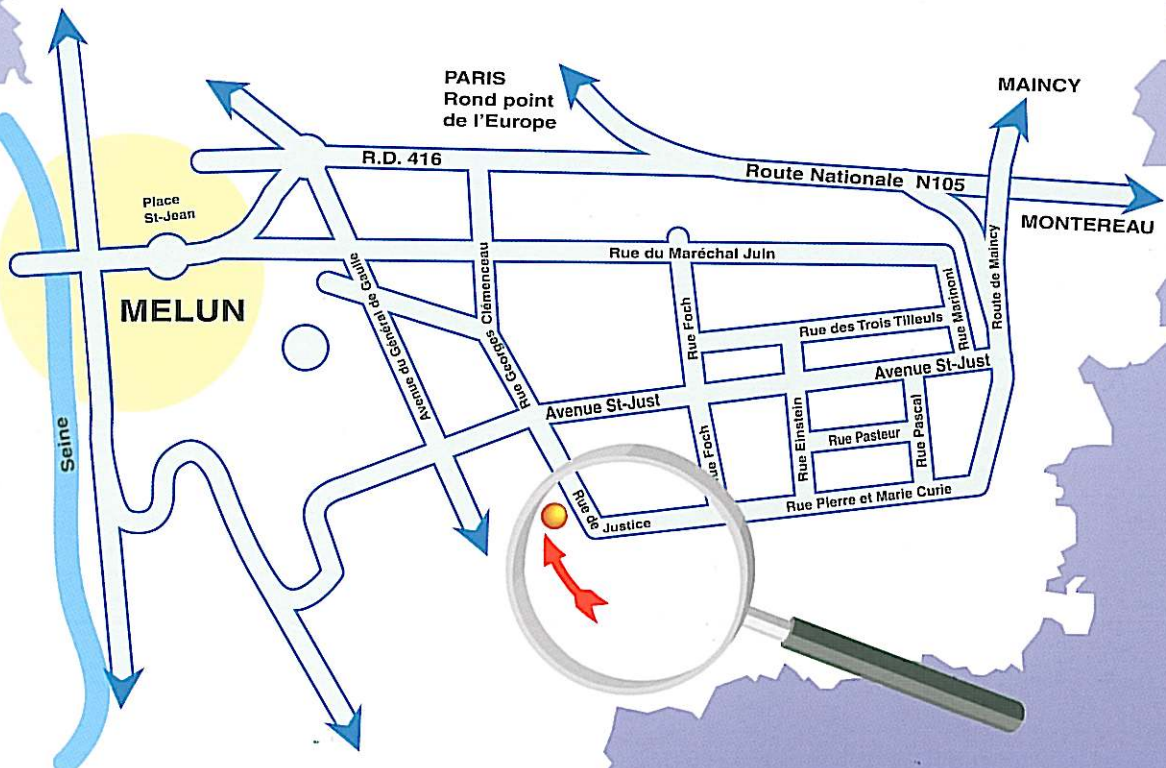 PARIS
Rond point
de l'Europe
MAINCY
R.D. 416
Route Nationale N105
MONTEREAU
Place
St-Jean
MELUN
Seine
Rue du Maréchal Juin
Avenue du Général de Gaulle
Rue Georges Clémenceau
Rue Foch
Rue des Trois Tilleuls
Rue Marinoni
Route de Maincy
Avenue St-Just
Avenue St-Just
Rue Foch
Rue Einstein
Rue Pasteur
Rue Pascal
Rue Pierre et Marie Curie
Rue de
Justice